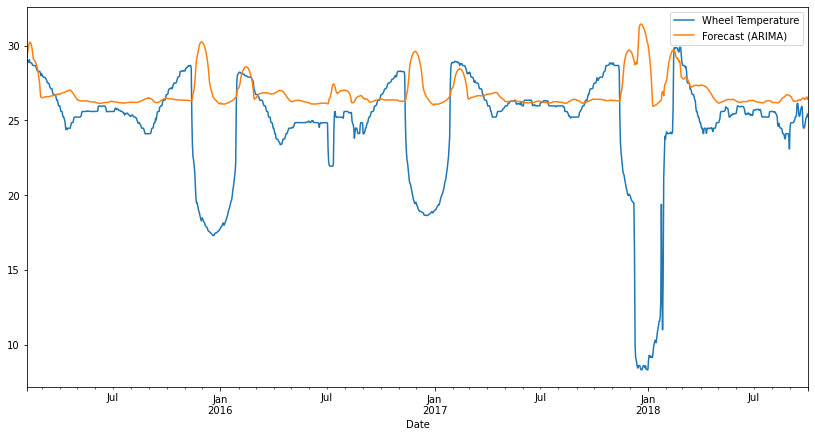 Wheel Temperature
Forecast (ARIMA)
30
25
20
15
10
Jul Jan Jul Jan Jul Jan Jul
2016 2017 2018
Date